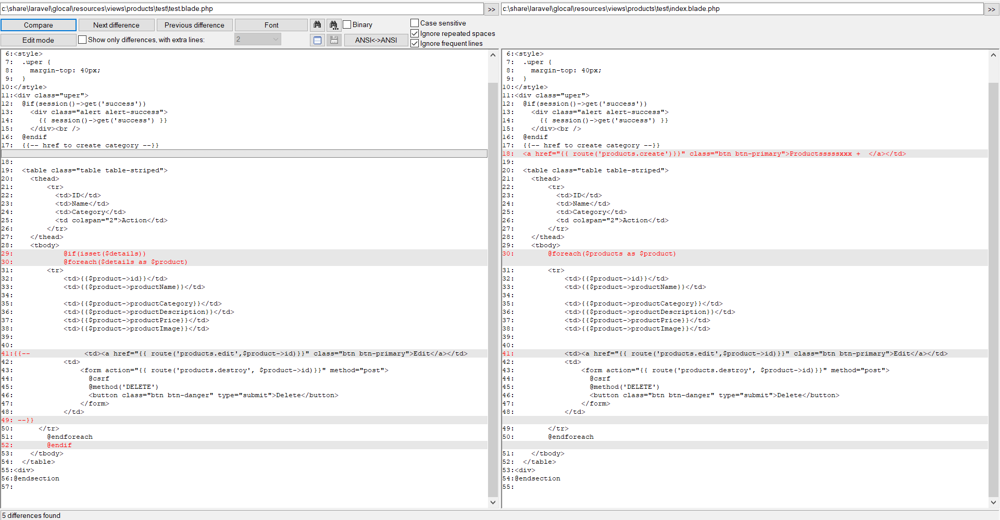 c:\share\laravel\glocal\resources\views\products\test\test.blade.php >> c:\share\laravel\glocal\resources\views\products\test\index.blade.php >>
Compare Next difference Previous difference Font Binary Case sensitive
Ignore repeated spaces
Edit mode Show only differences, with extra lines: 2 ANSI<->ANSI
Ignore frequent lines
6:<style>
7:  .uper {
8:    margin-top: 40px;
9:  }
10:</style>
11:<div class="uper">
12:  @if(session()->get('success'))
13:    <div class="alert alert-success">
14:      {{ session()->get('success') }}
15:    </div><br />
16:  @endif
17:  {{-- href to create category --}}
18:
19:  <table class="table table-striped">
20:    <thead>
21:        <tr>
22:          <td>ID</td>
23:          <td>Name</td>
24:          <td>Category</td>
25:          <td colspan="2">Action</td>
26:        </tr>
27:    </thead>
28:    <tbody>
29:            @if(isset($details))
30:            @foreach($details as $product)
31:        <tr>
32:            <td>{{$product->id}}</td>
33:            <td>{{$product->productName}}</td>
34:
35:            <td>{{$product->productCategory}}</td>
36:            <td>{{$product->productDescription}}</td>
37:            <td>{{$product->productPrice}}</td>
38:            <td>{{$product->productImage}}</td>
39:
40:
41:{{--             <td><a href="{{ route('products.edit',$product->id)}}" class="btn btn-primary">Edit</a></td>
42:            <td>
43:                <form action="{{ route('products.destroy', $product->id)}}" method="post">
44:                  @csrf
45:                  @method('DELETE')
46:                  <button class="btn btn-danger" type="submit">Delete</button>
47:                </form>
48:            </td>
49: --}}
50:      </tr>
51:        @endforeach
52:        @endif
53:    </tbody>
54:  </table>
55:<div>
56:@endsection
57:
6:<style>
7:  .uper {
8:    margin-top: 40px;
9:  }
10:</style>
11:<div class="uper">
12:  @if(session()->get('success'))
13:    <div class="alert alert-success">
14:      {{ session()->get('success') }}
15:    </div><br />
16:  @endif
17:  {{-- href to create category --}}
18:  <a href="{{ route('products.create')}}" class="btn btn-primary">Productsssssxxx +  </a></td>
19:
20:  <table class="table table-striped">
21:    <thead>
22:        <tr>
23:          <td>ID</td>
24:          <td>Name</td>
25:          <td>Category</td>
26:          <td colspan="2">Action</td>
27:        </tr>
28:    </thead>
29:    <tbody>
30:        @foreach($products as $product)
31:        <tr>
32:            <td>{{$product->id}}</td>
33:            <td>{{$product->productName}}</td>
34:
35:            <td>{{$product->productCategory}}</td>
36:            <td>{{$product->productDescription}}</td>
37:            <td>{{$product->productPrice}}</td>
38:            <td>{{$product->productImage}}</td>
39:
40:
41:            <td><a href="{{ route('products.edit',$product->id)}}" class="btn btn-primary">Edit</a></td>
42:            <td>
43:                <form action="{{ route('products.destroy', $product->id)}}" method="post">
44:                  @csrf
45:                  @method('DELETE')
46:                  <button class="btn btn-danger" type="submit">Delete</button>
47:                </form>
48:            </td>
49:        </tr>
50:        @endforeach
51:    </tbody>
52:  </table>
53:<div>
54:@endsection
55:
5 differences found